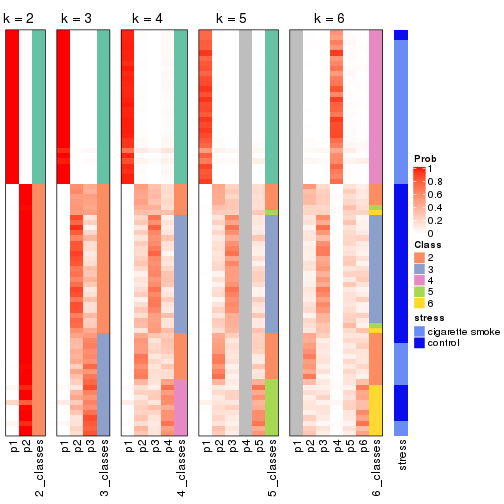 k = 2
k = 3
k = 4
k = 5
k = 6
Prob
1
0.8
0.6
0.4
0.2
0
Class
2
3
4
5
6
stress
cigarette smoke
control
p1
p2
2_classes
p1
p2
p3
3_classes
p1
p2
p3
p4
4_classes
p1
p2
p3
p4
p5
5_classes
p1
p2
p3
p4
p5
p6
6_classes
stress